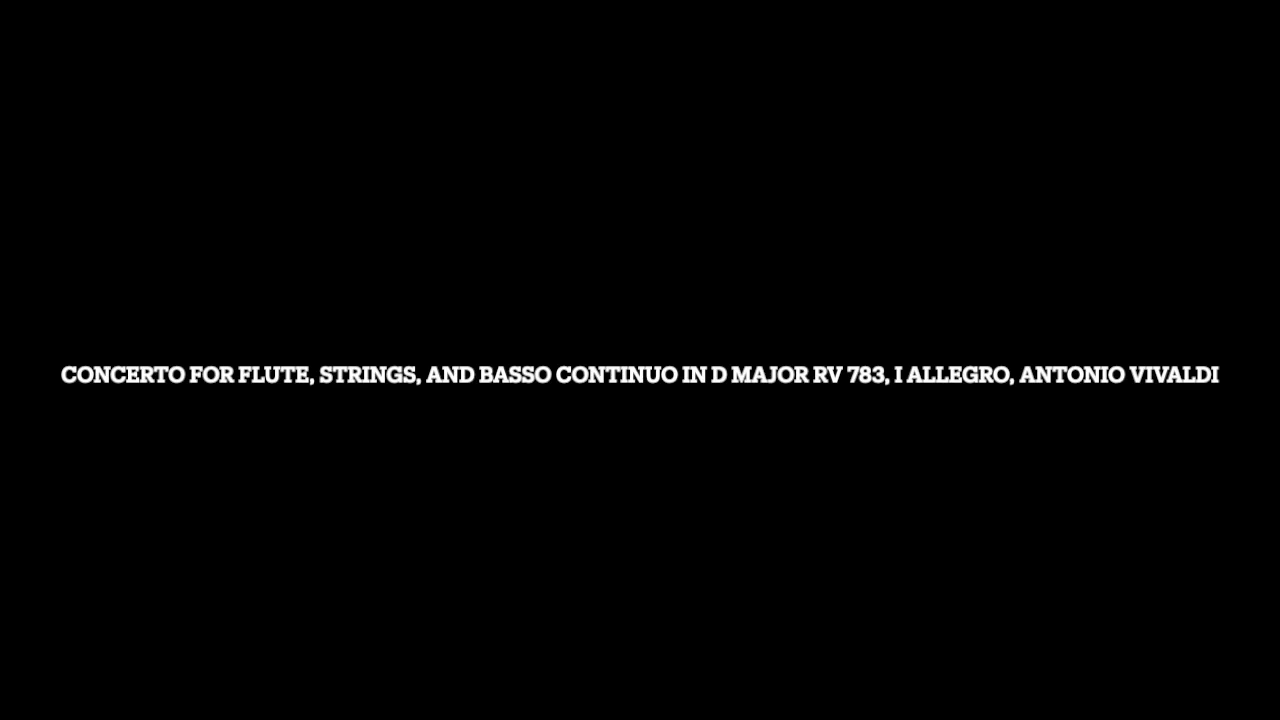 CONCERTO FOR FLUTE, STRINGS, AND BASSO CONTINUO IN D MAJOR RV 783, I ALLEGRO, ANTONIO VIVALDI